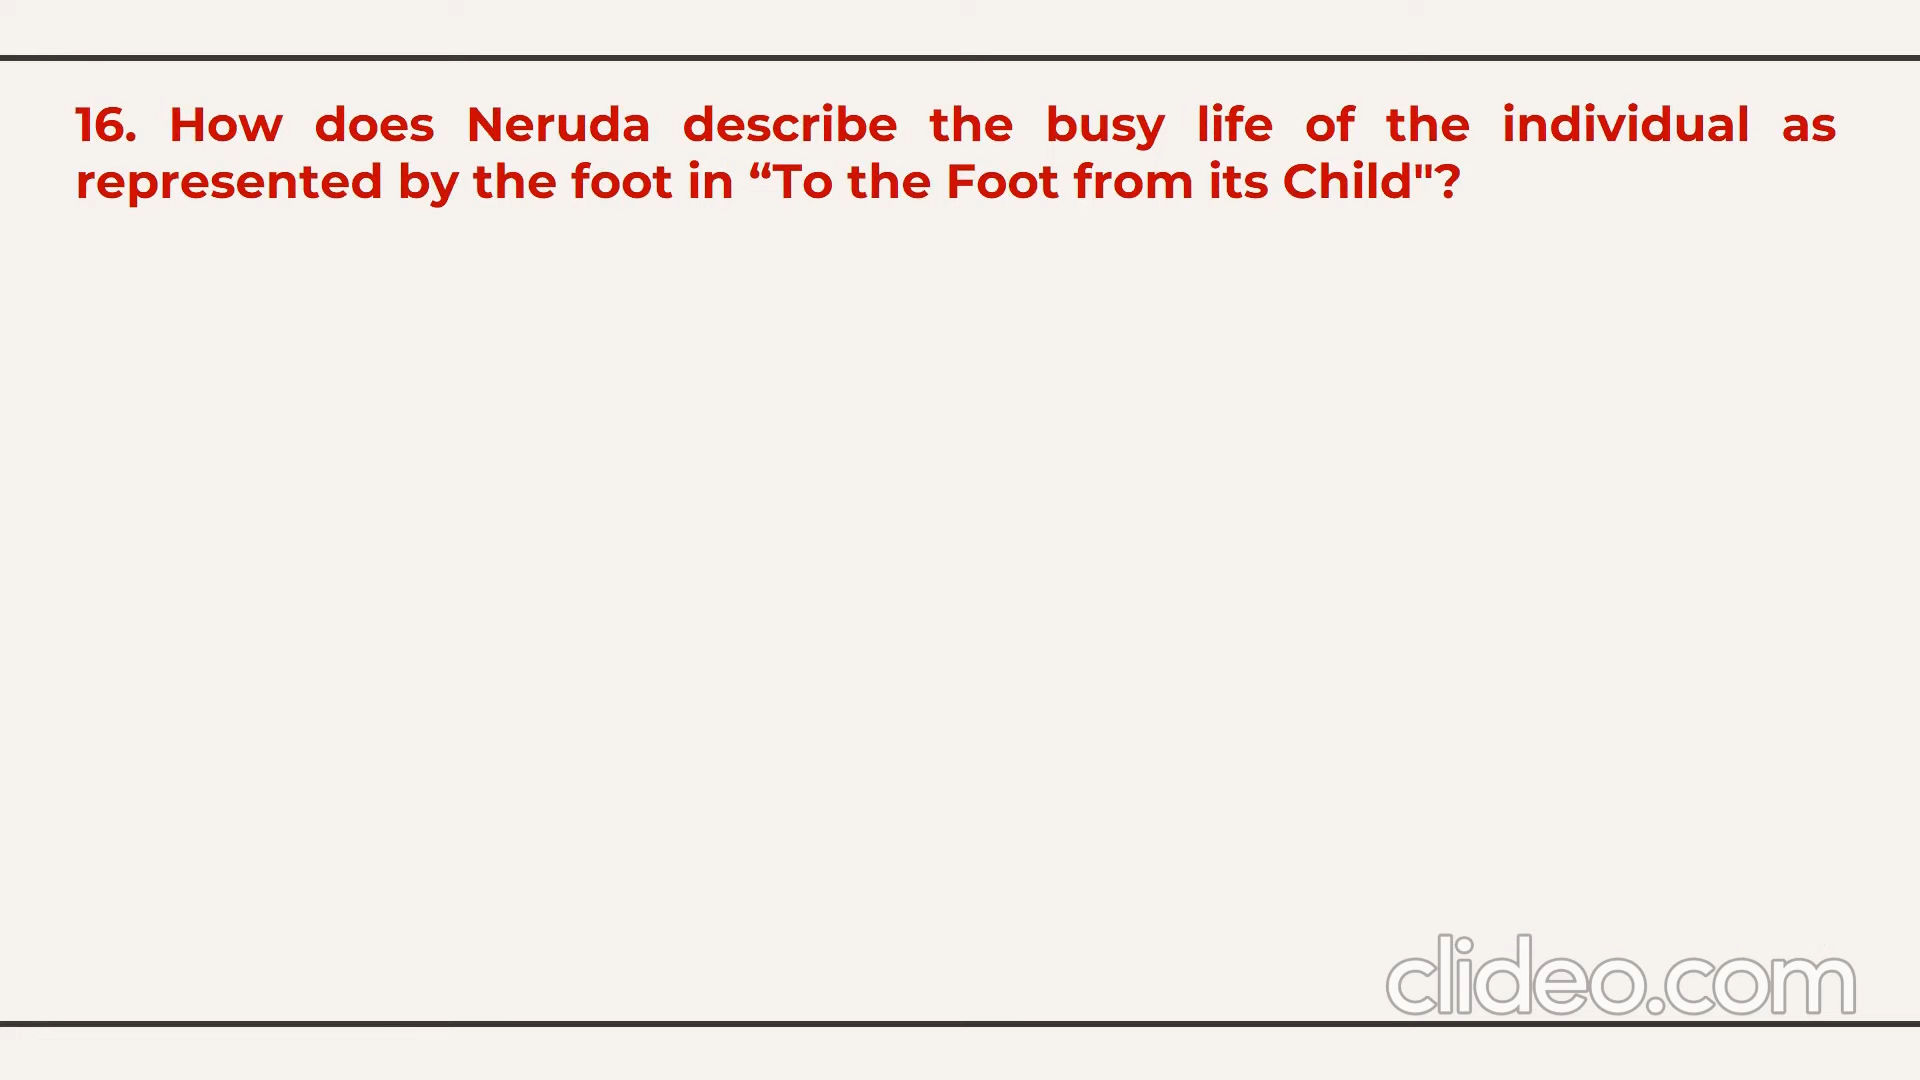 16. How does Neruda describe the busy life of the individual as
represented by the foot in “To the Foot from its Child"?
clideo.com